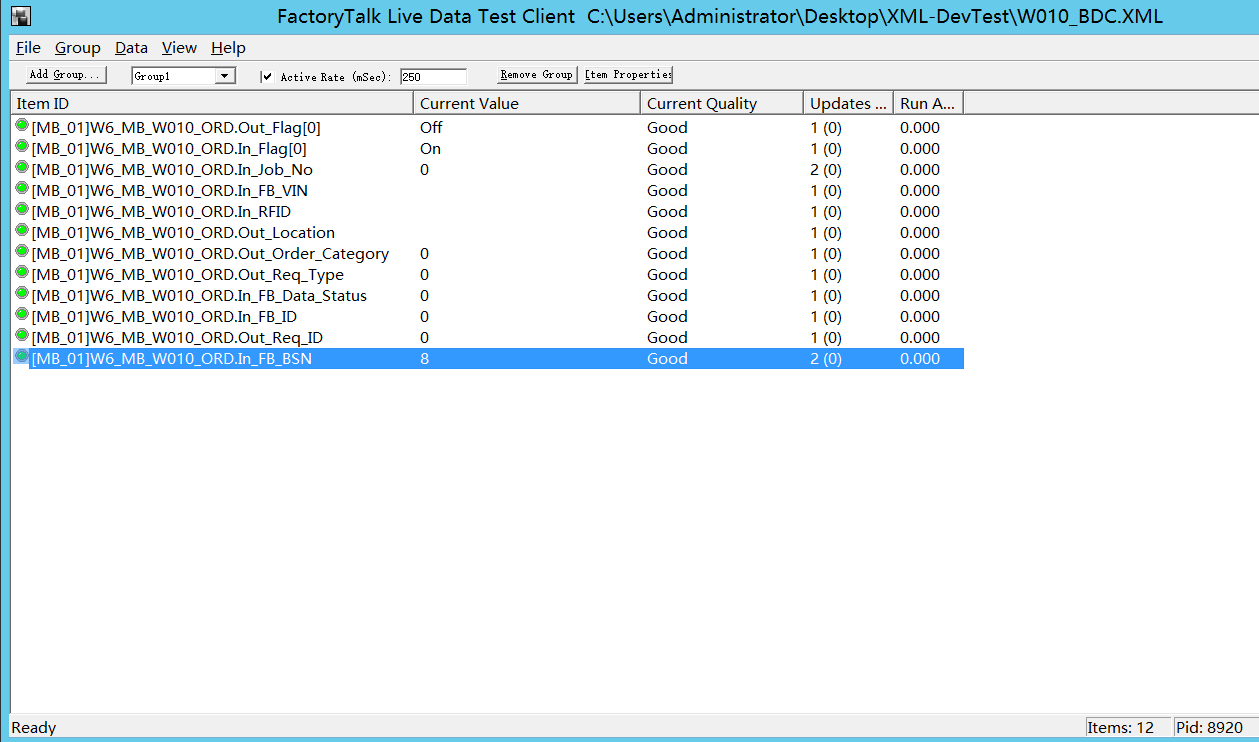 FactoryTalk Live Data Test Client C:\Users\Administrator\Desktop\XML-DevTest\W010_BDC.XML
File Group Data View Help
Add Group... Group1 Active Rate (mSec): 250 Remove Group Item Properties
Item ID Current Value Current Quality Updates ... Run A...
[MB_01]W6_MB_W010_ORD.Out_Flag[0] Off Good 1 (0) 0.000
[MB_01]W6_MB_W010_ORD.In_Flag[0] On Good 1 (0) 0.000
[MB_01]W6_MB_W010_ORD.In_Job_No 0 Good 2 (0) 0.000
[MB_01]W6_MB_W010_ORD.In_FB_VIN Good 1 (0) 0.000
[MB_01]W6_MB_W010_ORD.In_RFID Good 1 (0) 0.000
[MB_01]W6_MB_W010_ORD.Out_Location Good 1 (0) 0.000
[MB_01]W6_MB_W010_ORD.Out_Order_Category 0 Good 1 (0) 0.000
[MB_01]W6_MB_W010_ORD.Out_Req_Type 0 Good 1 (0) 0.000
[MB_01]W6_MB_W010_ORD.In_FB_Data_Status 0 Good 1 (0) 0.000
[MB_01]W6_MB_W010_ORD.In_FB_ID 0 Good 1 (0) 0.000
[MB_01]W6_MB_W010_ORD.Out_Req_ID 0 Good 1 (0) 0.000
[MB_01]W6_MB_W010_ORD.In_FB_BSN 8 Good 2 (0) 0.000
Ready Items: 12 Pid: 8920